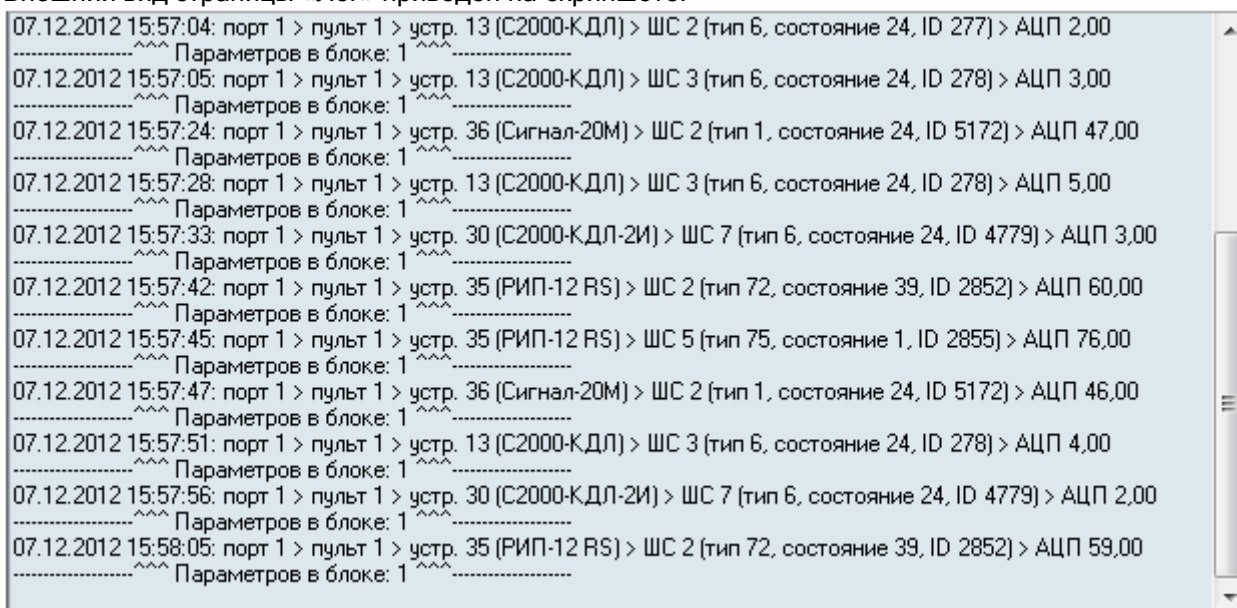 07.12.2012 15:57:04: порт 1 > пульт 1 > устр. 13 (С2000-КДЛ) > ШС 2 (тип 6, состояние 24, ID 277) > АЦП 2,00
--------------------^^^ Параметров в блоке: 1 ^^^--------------------
07.12.2012 15:57:05: порт 1 > пульт 1 > устр. 13 (С2000-КДЛ) > ШС 3 (тип 6, состояние 24, ID 278) > АЦП 3,00
--------------------^^^ Параметров в блоке: 1 ^^^--------------------
07.12.2012 15:57:24: порт 1 > пульт 1 > устр. 36 (Сигнал-20М) > ШС 2 (тип 1, состояние 24, ID 5172) > АЦП 47,00
--------------------^^^ Параметров в блоке: 1 ^^^--------------------
07.12.2012 15:57:28: порт 1 > пульт 1 > устр. 13 (С2000-КДЛ) > ШС 3 (тип 6, состояние 24, ID 278) > АЦП 5,00
--------------------^^^ Параметров в блоке: 1 ^^^--------------------
07.12.2012 15:57:33: порт 1 > пульт 1 > устр. 30 (С2000-КДЛ-2И) > ШС 7 (тип 6, состояние 24, ID 4779) > АЦП 3,00
--------------------^^^ Параметров в блоке: 1 ^^^--------------------
07.12.2012 15:57:42: порт 1 > пульт 1 > устр. 35 (РИП-12 RS) > ШС 2 (тип 72, состояние 39, ID 2852) > АЦП 60,00
--------------------^^^ Параметров в блоке: 1 ^^^--------------------
07.12.2012 15:57:45: порт 1 > пульт 1 > устр. 35 (РИП-12 RS) > ШС 5 (тип 75, состояние 1, ID 2855) > АЦП 76,00
--------------------^^^ Параметров в блоке: 1 ^^^--------------------
07.12.2012 15:57:47: порт 1 > пульт 1 > устр. 36 (Сигнал-20М) > ШС 2 (тип 1, состояние 24, ID 5172) > АЦП 46,00
--------------------^^^ Параметров в блоке: 1 ^^^--------------------
07.12.2012 15:57:51: порт 1 > пульт 1 > устр. 13 (С2000-КДЛ) > ШС 3 (тип 6, состояние 24, ID 278) > АЦП 4,00
--------------------^^^ Параметров в блоке: 1 ^^^--------------------
07.12.2012 15:57:56: порт 1 > пульт 1 > устр. 30 (С2000-КДЛ-2И) > ШС 7 (тип 6, состояние 24, ID 4779) > АЦП 2,00
--------------------^^^ Параметров в блоке: 1 ^^^--------------------
07.12.2012 15:58:05: порт 1 > пульт 1 > устр. 35 (РИП-12 RS) > ШС 2 (тип 72, состояние 39, ID 2852) > АЦП 59,00
--------------------^^^ Параметров в блоке: 1 ^^^--------------------